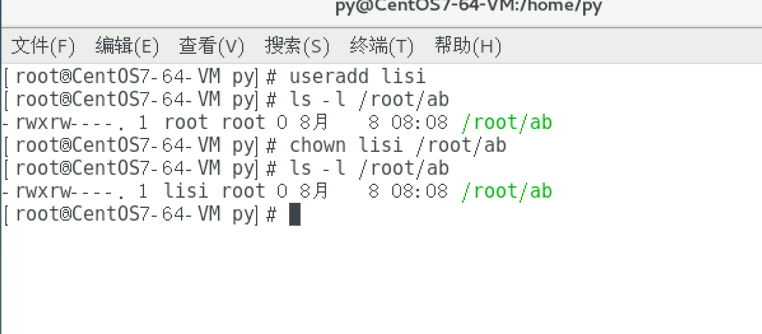 py@CentOS7-64-VM:/home/py
文件(F) 编辑(E) 查看(V) 搜索(S) 终端(T) 帮助(H)
[root@CentOS7-64-VM py]# useradd lisi
[root@CentOS7-64-VM py]# ls -l /root/ab
-rwxrw----. 1 root root 0 8月   8 08:08 /root/ab
[root@CentOS7-64-VM py]# chown lisi /root/ab
[root@CentOS7-64-VM py]# ls -l /root/ab
-rwxrw----. 1 lisi root 0 8月   8 08:08 /root/ab
[root@CentOS7-64-VM py]#